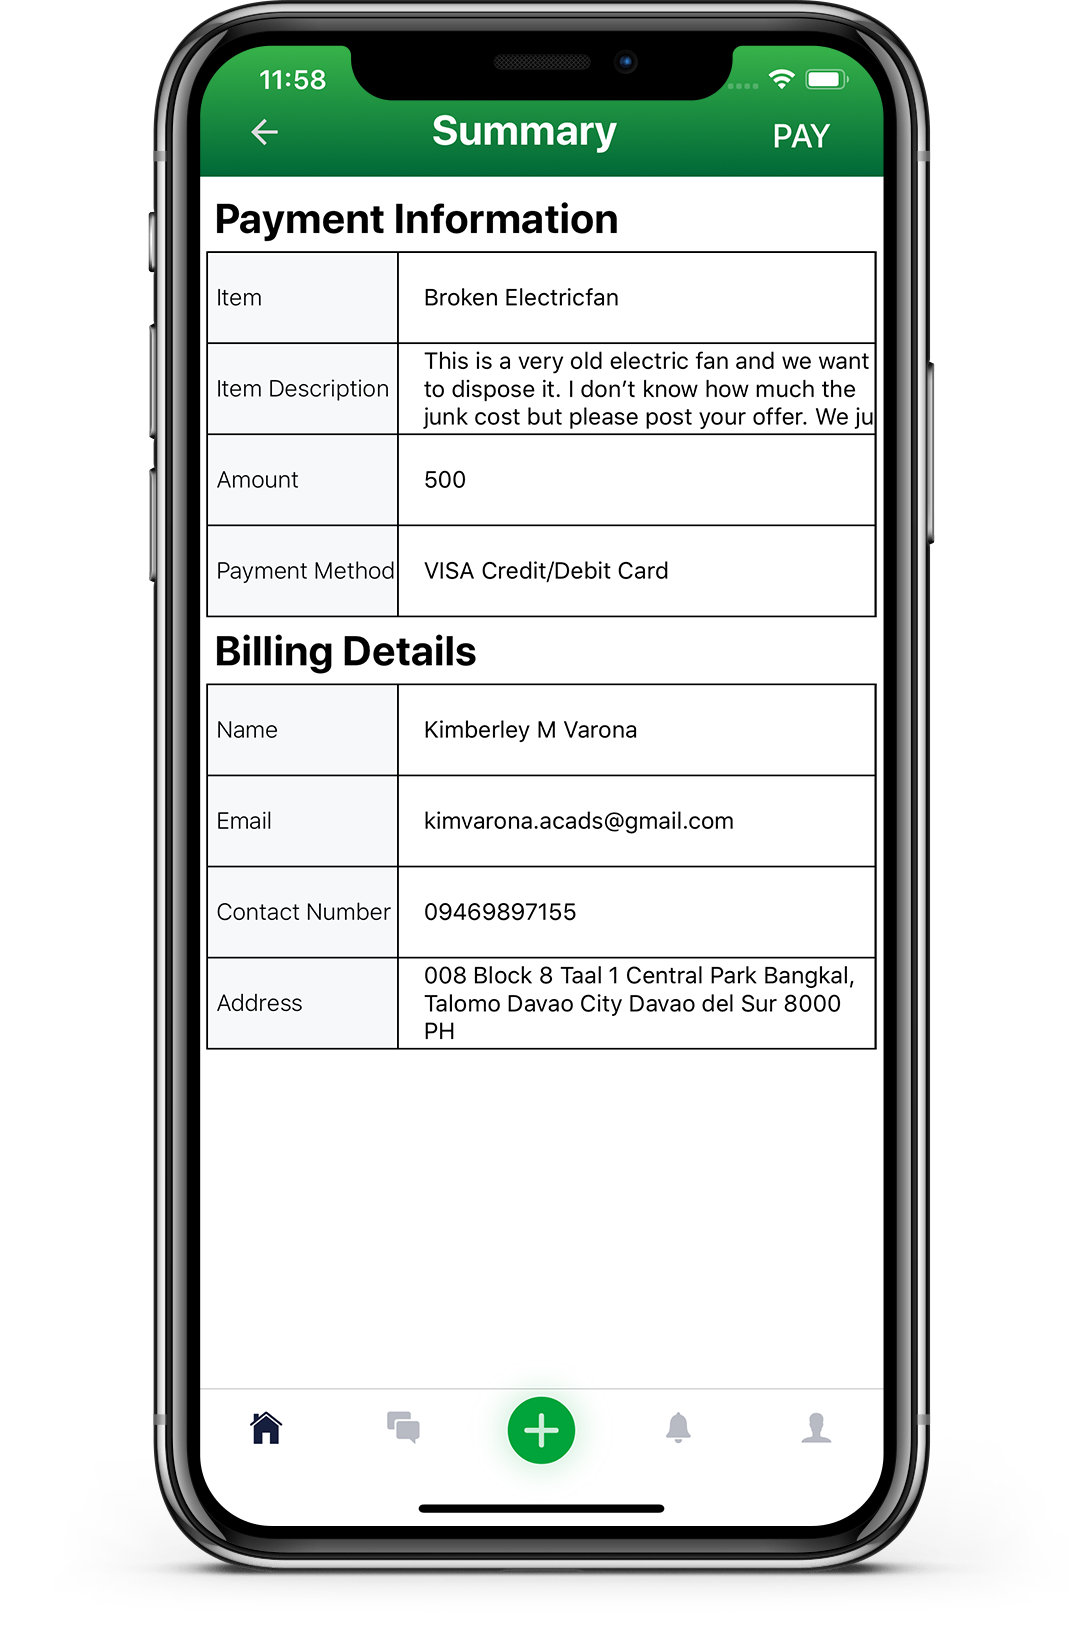 11:58
Summary
PAY
Payment Information
Item
Broken Electricfan
Item Description
This is a very old electric fan and we want
to dispose it. I don’t know how much the
junk cost but please post your offer. We ju
Amount
500
Payment Method
VISA Credit/Debit Card
Billing Details
Name
Kimberley M Varona
Email
kimvarona.acads@gmail.com
Contact Number
09469897155
Address
008 Block 8 Taal 1 Central Park Bangkal,
Talomo Davao City Davao del Sur 8000
PH